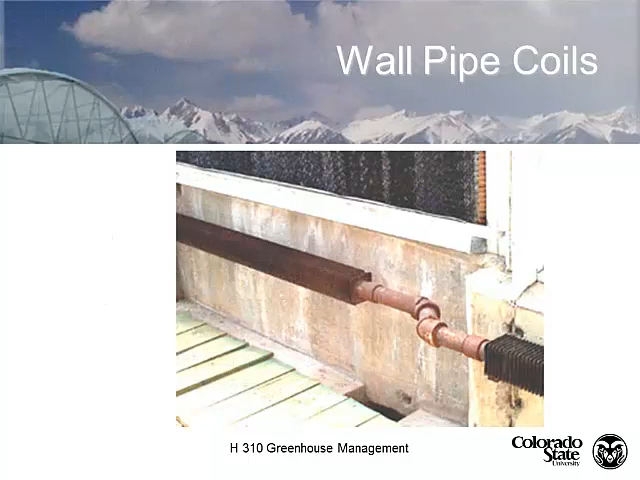 Wall Pipe Coils
H 310 Greenhouse Management
Colorado
State
University